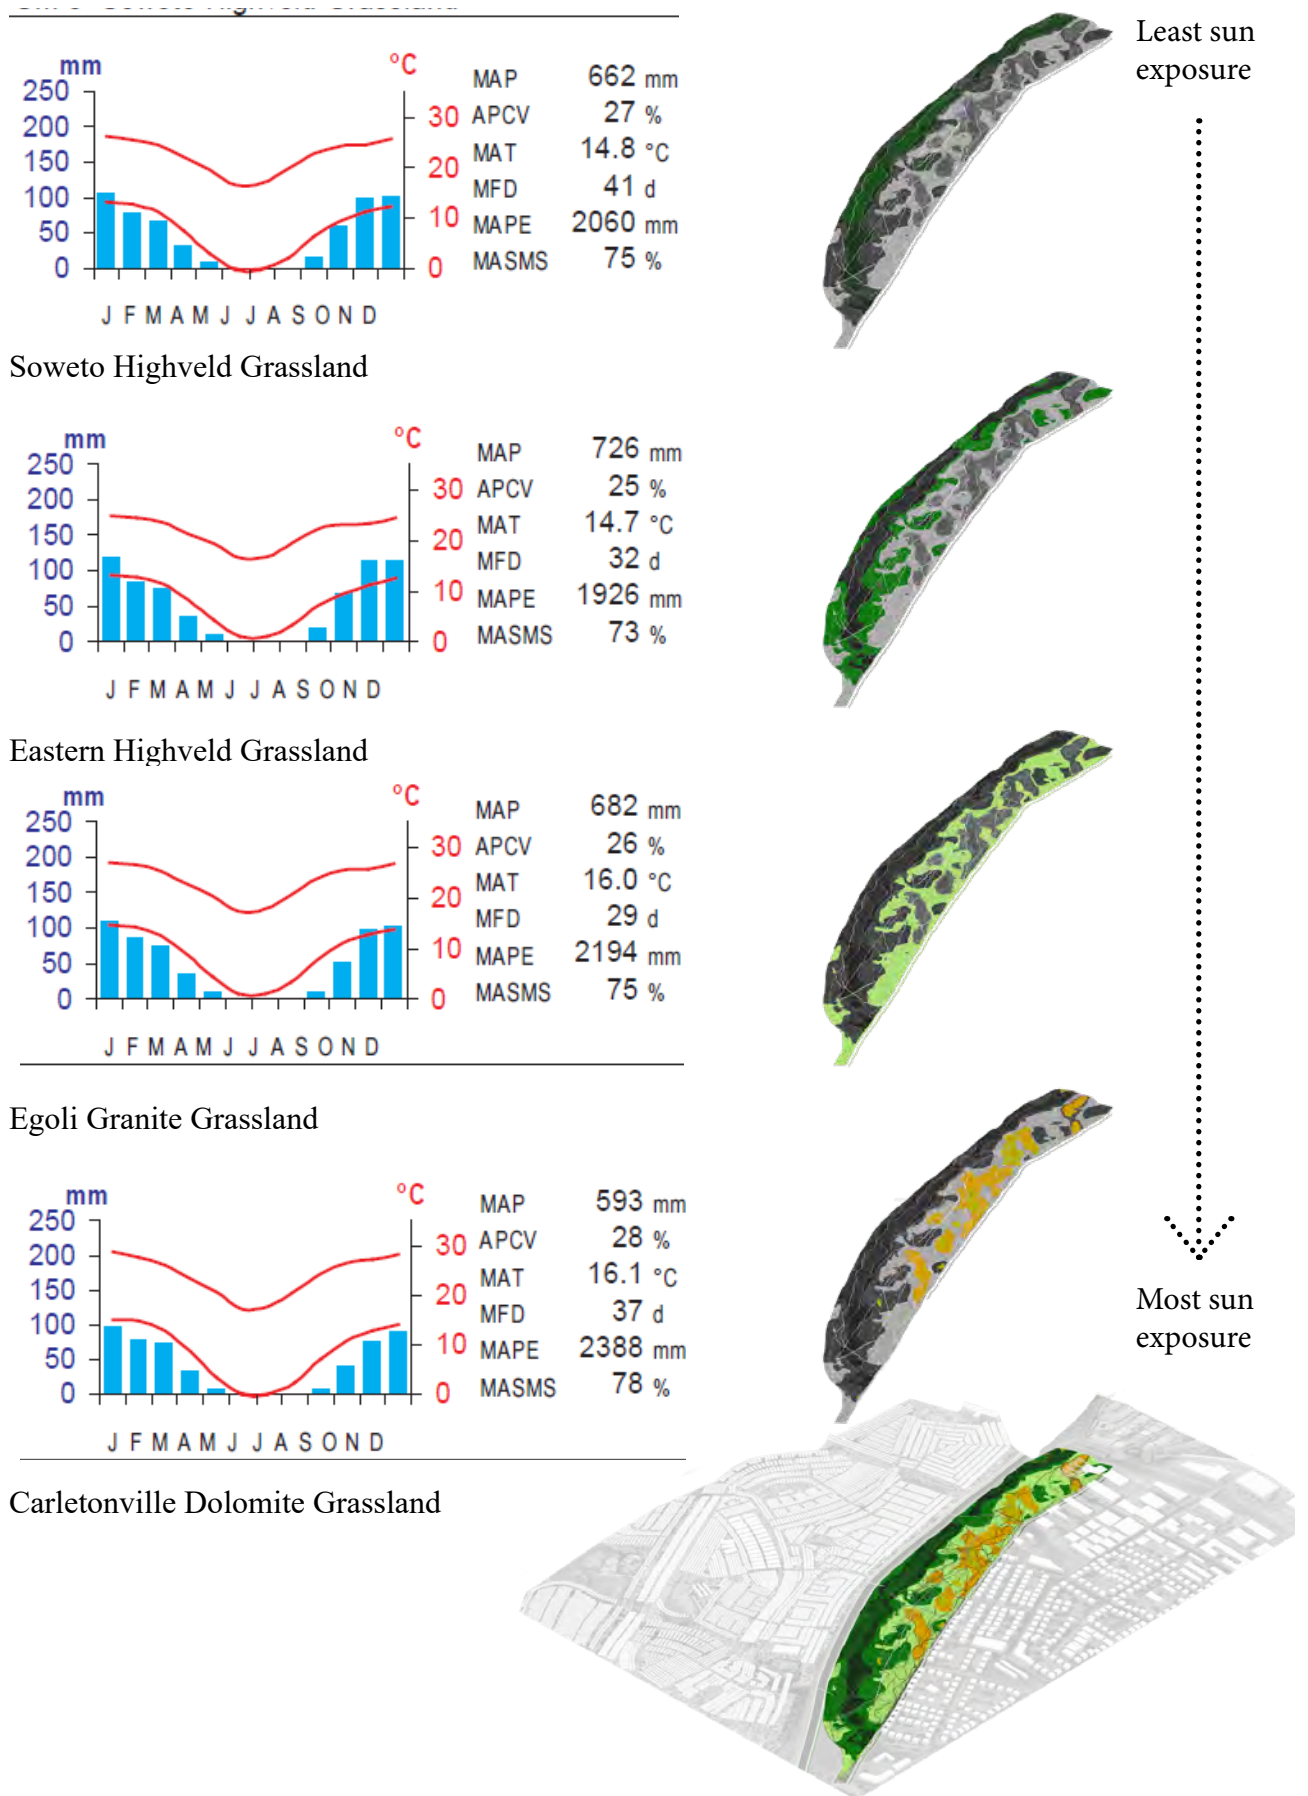 mm
°C
250
200
150
100
50
0
30
20
10
0
J F M A M J J A S O N D
MAP 662 mm
APCV 27 %
MAT 14.8 °C
MFD 41 d
MAPE 2060 mm
MASMS 75 %
Soweto Highveld Grassland
mm
°C
250
200
150
100
50
0
30
20
10
0
J F M A M J J A S O N D
MAP 726 mm
APCV 25 %
MAT 14.7 °C
MFD 32 d
MAPE 1926 mm
MASMS 73 %
Eastern Highveld Grassland
mm
°C
250
200
150
100
50
0
30
20
10
0
J F M A M J J A S O N D
MAP 682 mm
APCV 26 %
MAT 16.0 °C
MFD 29 d
MAPE 2194 mm
MASMS 75 %
Egoli Granite Grassland
mm
°C
250
200
150
100
50
0
30
20
10
0
J F M A M J J A S O N D
MAP 593 mm
APCV 28 %
MAT 16.1 °C
MFD 37 d
MAPE 2388 mm
MASMS 78 %
Carletonville Dolomite Grassland
Least sun
exposure
Most sun
exposure